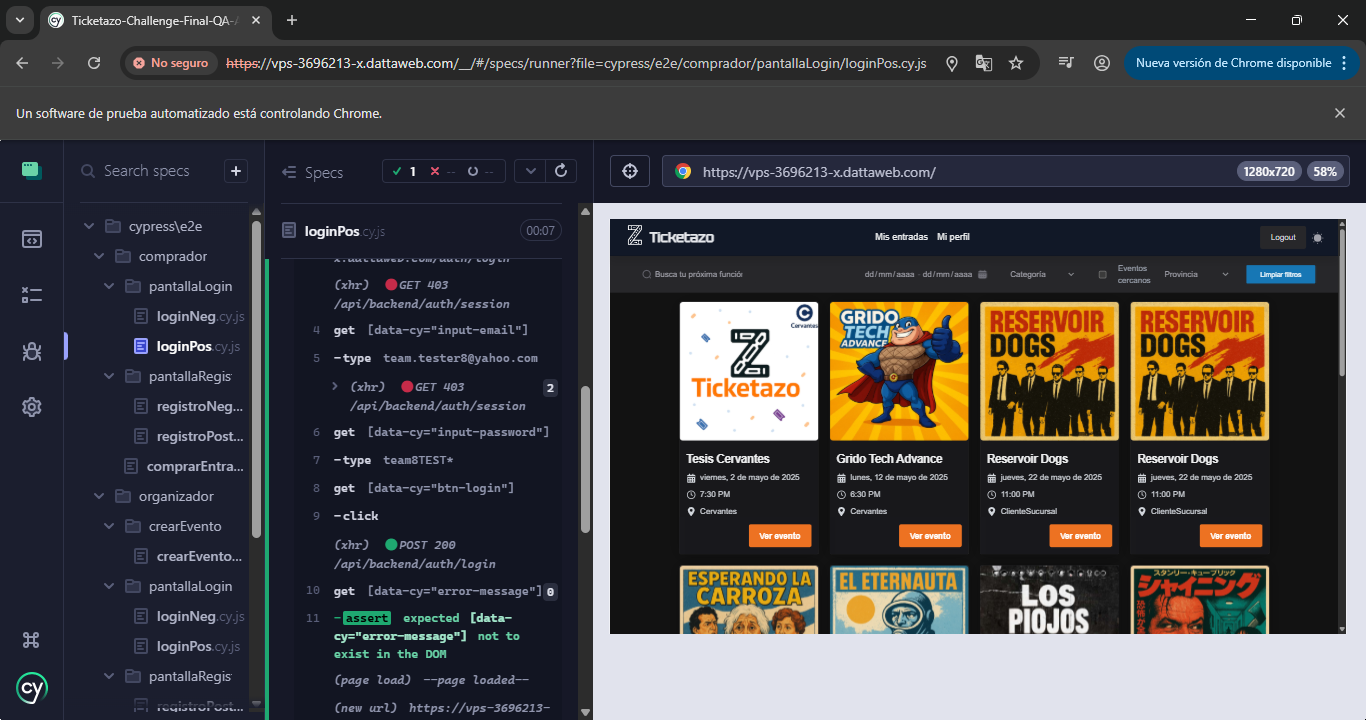 Ticketazo-Challenge-Final-QA-A
No seguro
https://vps-3696213-x.dattaweb.com/__/#/specs/runner?file=cypress/e2e/comprador/pantallaLogin/loginPos.cy.js
Nueva versión de Chrome disponible
Un software de prueba automatizado está controlando Chrome.
Search specs
cypress\e2e
comprador
pantallaLogin
loginNeg.cy.js
loginPos.cy.js
pantallaRegis
registroNeg...
registroPost...
comprarEntra...
organizador
crearEvento
crearEvento...
pantallaLogin
loginNeg.cy.js
loginPos.cy.js
pantallaRegis
registroPost...
cy
Specs
1 -- --
loginPos.cy.js
00:07
x.dattaweb.com/auth/login
(xhr) GET 403
/api/backend/auth/session
4 get [data-cy="input-email"]
5 -type team.tester8@yahoo.com
(xhr) GET 403 2
/api/backend/auth/session
6 get [data-cy="input-password"]
7 -type team8TEST*
8 get [data-cy="btn-login"]
9 -click
(xhr) POST 200
/api/backend/auth/login
10 get [data-cy="error-message"] 0
11 -assert expected [data-
cy="error-message"] not to
exist in the DOM
(page load) --page loaded--
(new url) https://vps-3696213-
https://vps-3696213-x.dattaweb.com/
1280x720 58%
Ticketazo
Mis entradas Mi perfil
Logout
Busca tu próxima función
dd/mm/aaaa - dd/mm/aaaa
Categoría
Eventos
cercanos
Provincia
Limpiar filtros
Cervantes
Z
Ticketazo
Tesis Cervantes
viernes, 2 de mayo de 2025
7:30 PM
Cervantes
Ver evento
GRIDO
TECH
ADVANCE
Grido Tech Advance
lunes, 12 de mayo de 2025
6:30 PM
Cervantes
Ver evento
RESERVOIR
DOGS
Reservoir Dogs
jueves, 22 de mayo de 2025
11:00 PM
ClienteSucursal
Ver evento
RESERVOIR
DOGS
Reservoir Dogs
jueves, 22 de mayo de 2025
11:00 PM
ClienteSucursal
Ver evento
ESPERANDO LA
CARROZA
EL ETERNAUTA
LOS
PIOJOS
スタンリー・キューブリック
シャイニング